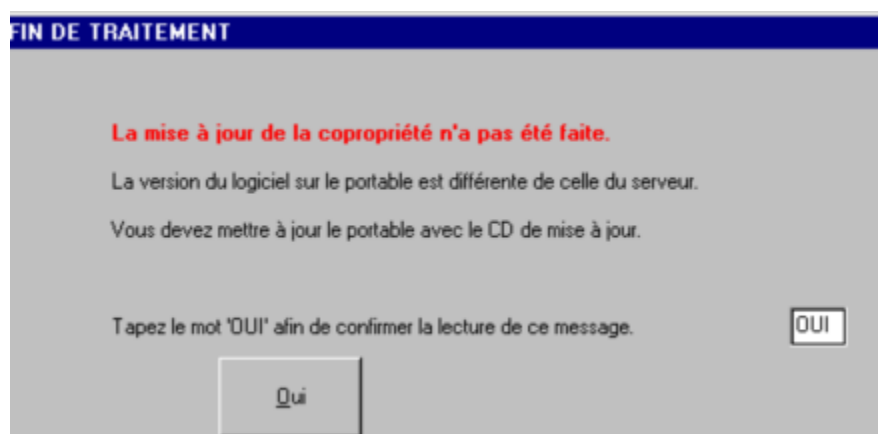 FIN DE TRAITEMENT
La mise à jour de la copropriété n'a pas été faite.
La version du logiciel sur le portable est différente de celle du serveur.
Vous devez mettre à jour le portable avec le CD de mise à jour.
Tapez le mot 'OUI' afin de confirmer la lecture de ce message. OUI
Oui